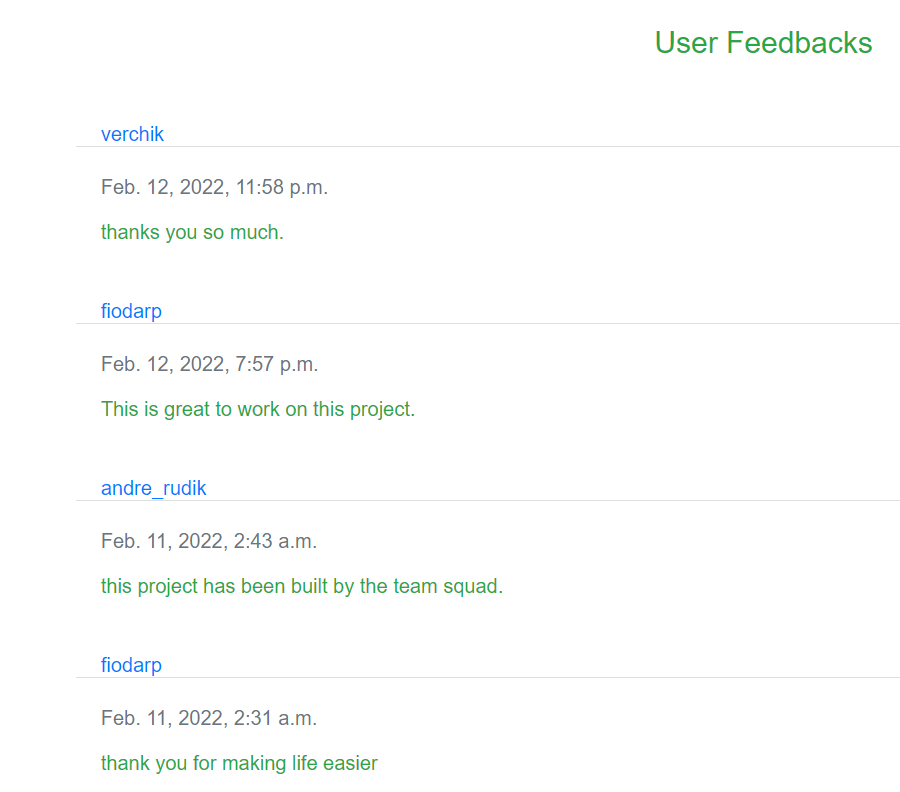 User Feedbacks
verchik
Feb. 12, 2022, 11:58 p.m.
thanks you so much.
fiodarp
Feb. 12, 2022, 7:57 p.m.
This is great to work on this project.
andre_rudik
Feb. 11, 2022, 2:43 a.m.
this project has been built by the team squad.
fiodarp
Feb. 11, 2022, 2:31 a.m.
thank you for making life easier